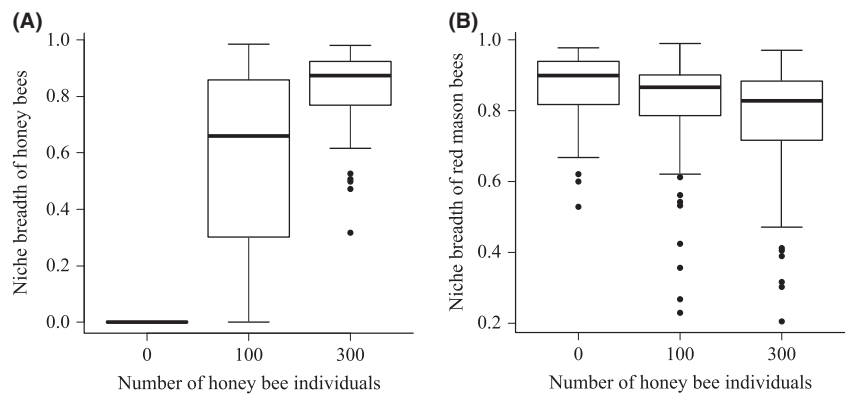 (A)
Niche breadth of honey bees
1.0
0.8
0.6
0.4
0.2
0.0
0 100 300
Number of honey bee individuals
(B)
Niche breadth of red mason bees
1.0
0.8
0.6
0.4
0.2
0 100 300
Number of honey bee individuals